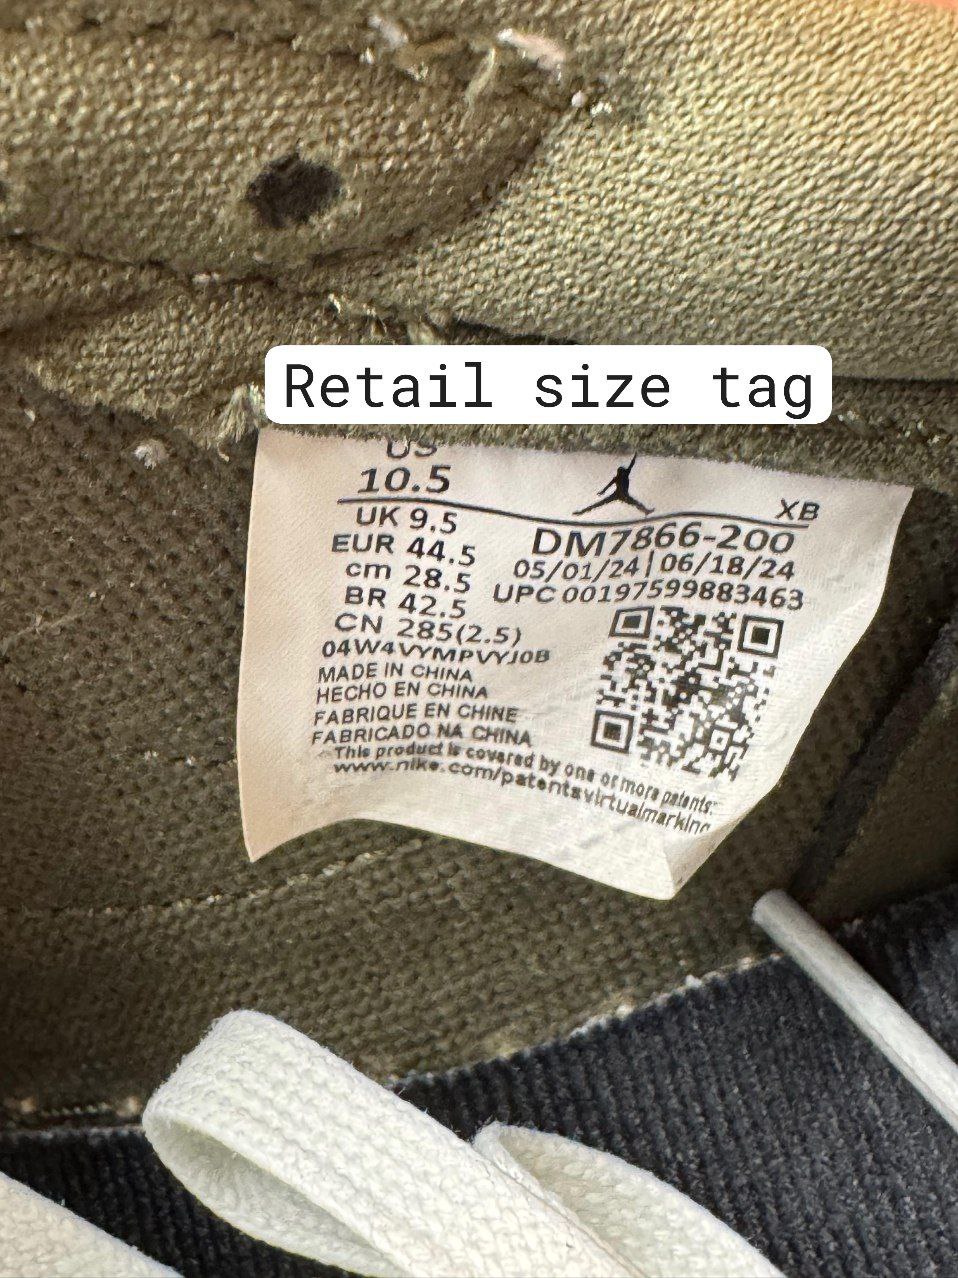 Retail size tag
US
10.5
XB
UK 9.5
EUR 44.5
cm 28.5
BR 42.5
CN 285(2.5)
DM7866-200
05/01/24|06/18/24
UPC 00197599883463
04W4VYMPVYJ0B
MADE IN CHINA
HECHO EN CHINA
FABRIQUE EN CHINE
FABRICADO NA CHINA
This product is covered by one or more patents:
www.nike.com/patentsvirtualmarking